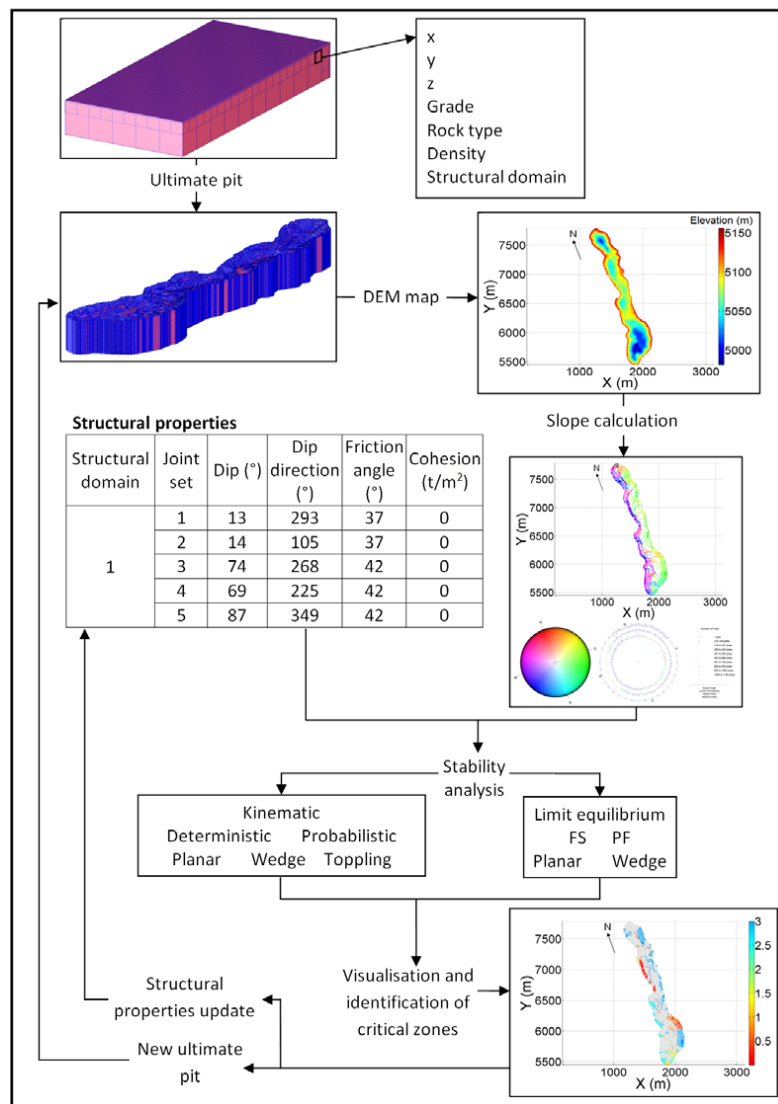 x
y
z
Grade
Rock type
Density
Structural domain
Ultimate pit
DEM map
Elevation (m)
N
7500
7000
6500
6000
5500
Y (m)
1000 2000 3000
X (m)
5150
5100
5050
5000
Slope calculation
Structural properties
Structural domain Joint set Dip (°) Dip direction (°) Friction angle (°) Cohesion (t/m²)
1
1 13 293 37 0
2 14 105 37 0
3 74 268 42 0
4 69 225 42 0
5 87 349 42 0
N
7500
7000
6500
6000
5500
Y (m)
1000 2000 3000
X (m)
Stability
analysis
Kinematic
Deterministic Probabilistic
Planar Wedge Toppling
Limit equilibrium
FS PF
Planar Wedge
Visualisation and
identification of
critical zones
Structural
properties update
New ultimate
pit
N
7500
7000
6500
6000
5500
Y (m)
1000 2000 3000
X (m)
3
2.5
2
1.5
1
0.5